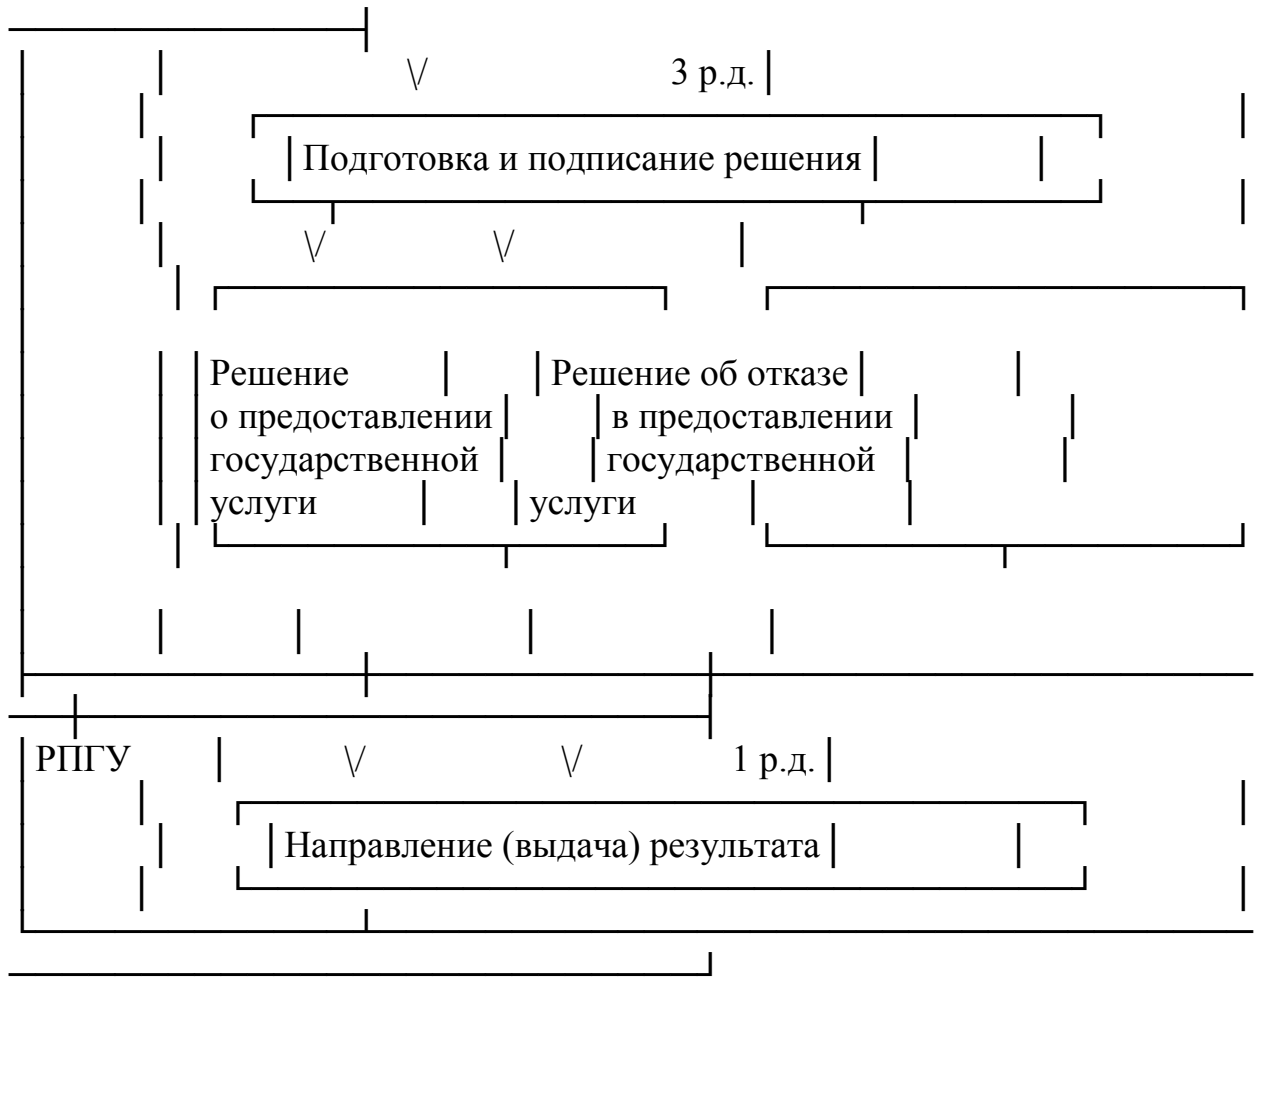 \/ 3 р.д.
Подготовка и подписание решения
\/ \/
Решение Решение об отказе
о предоставлении в предоставлении
государственной государственной
услуги услуги
РПГУ \/ \/ 1 р.д.
Направление (выдача) результата